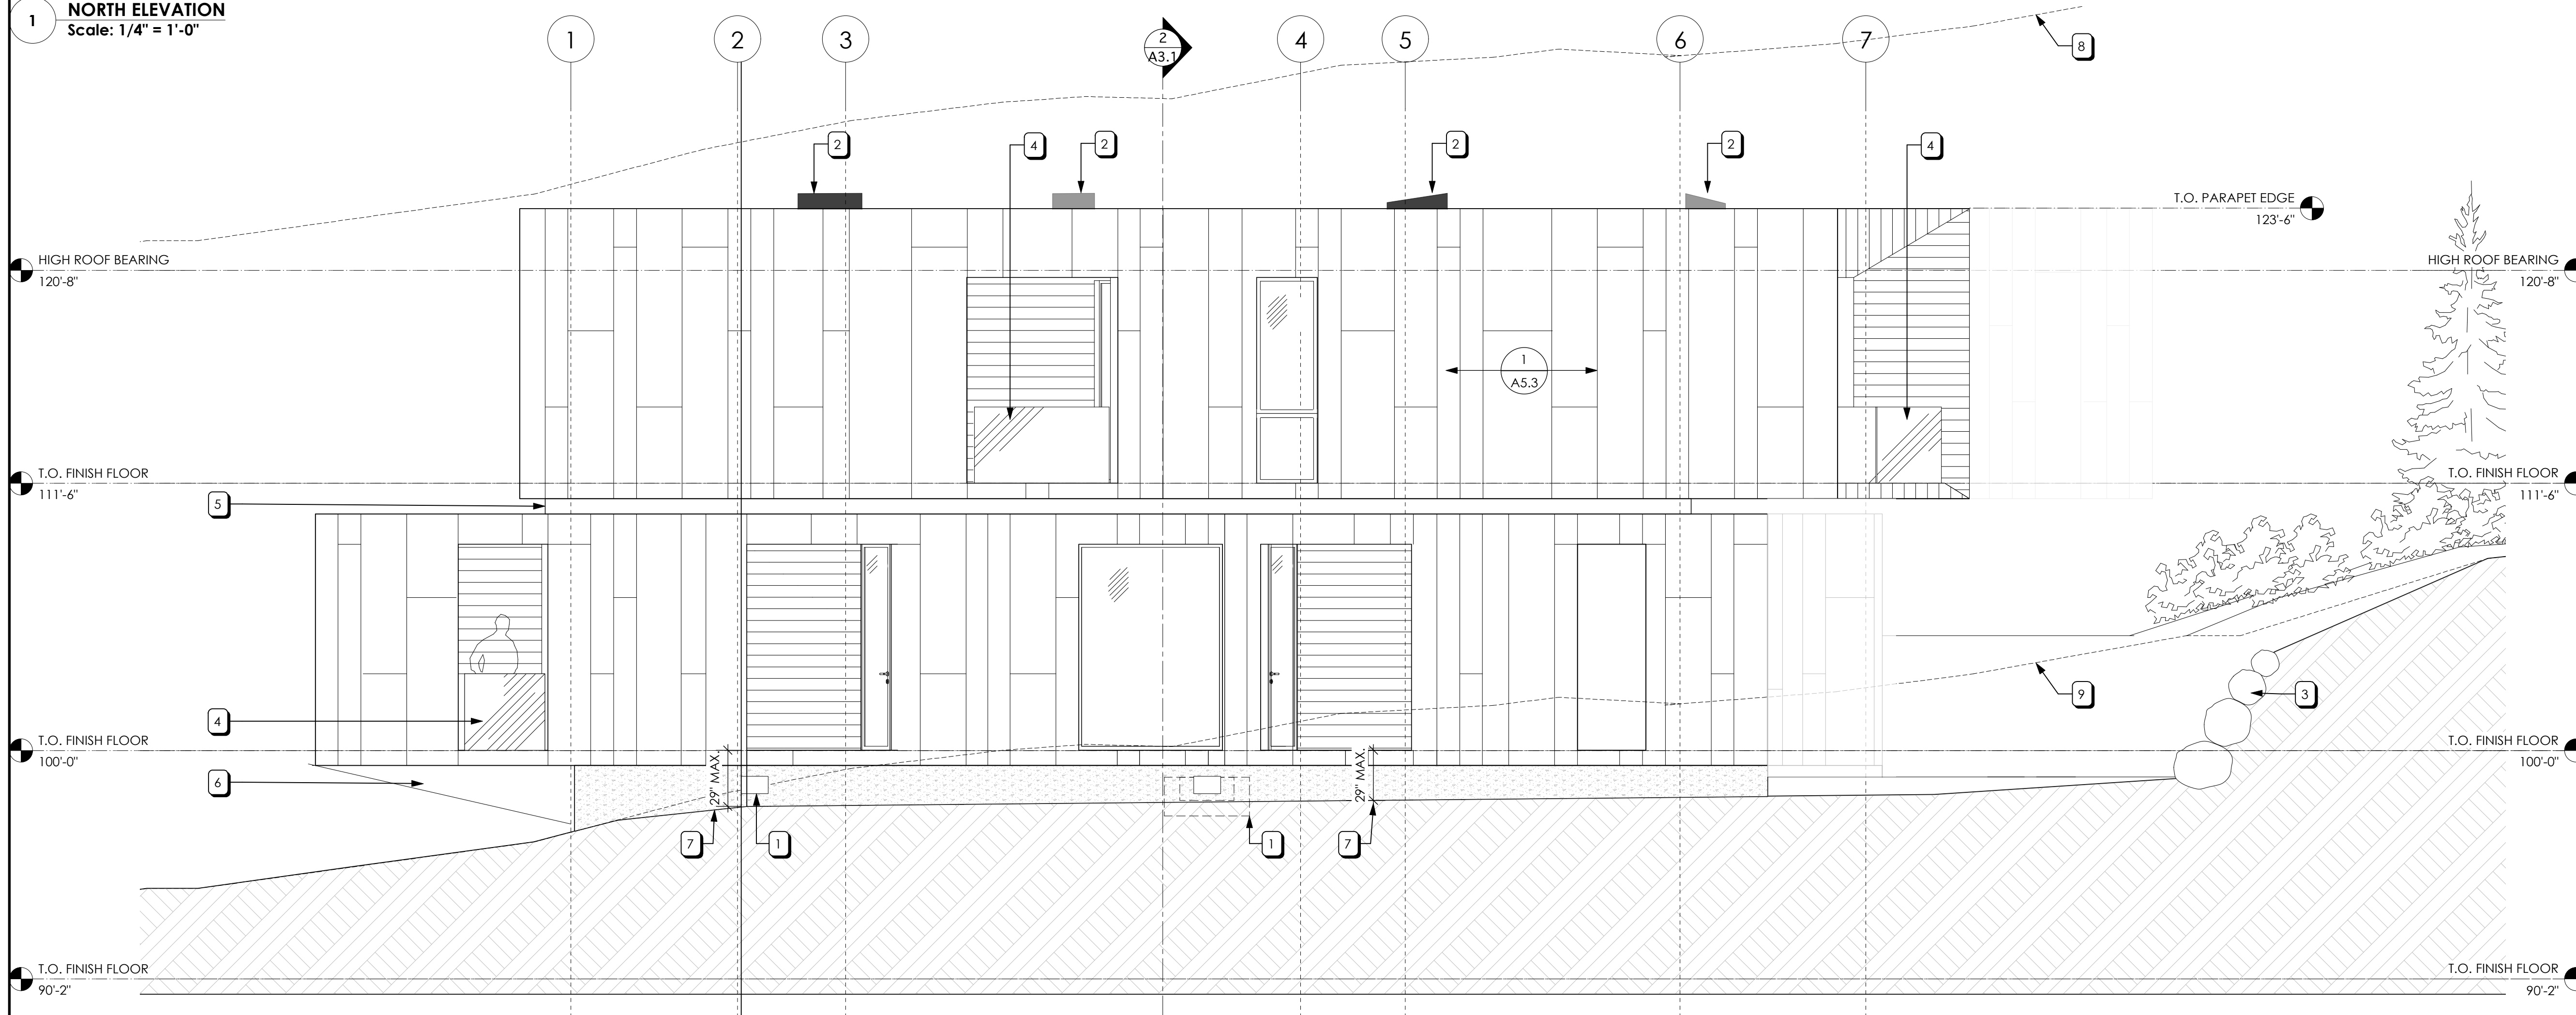 1
NORTH ELEVATION
Scale: 1/4" = 1'-0"
1
2
3
2
A3.1
4
5
6
7
8
2
4
2
2
2
4
T.O. PARAPET EDGE
123'-6"
HIGH ROOF BEARING
120'-8"
HIGH ROOF BEARING
120'-8"
1
A5.3
T.O. FINISH FLOOR
111'-6"
T.O. FINISH FLOOR
111'-6"
5
4
9
3
T.O. FINISH FLOOR
100'-0"
T.O. FINISH FLOOR
100'-0"
29" MAX.
29" MAX.
6
7
1
1
7
T.O. FINISH FLOOR
90'-2"
T.O. FINISH FLOOR
90'-2"